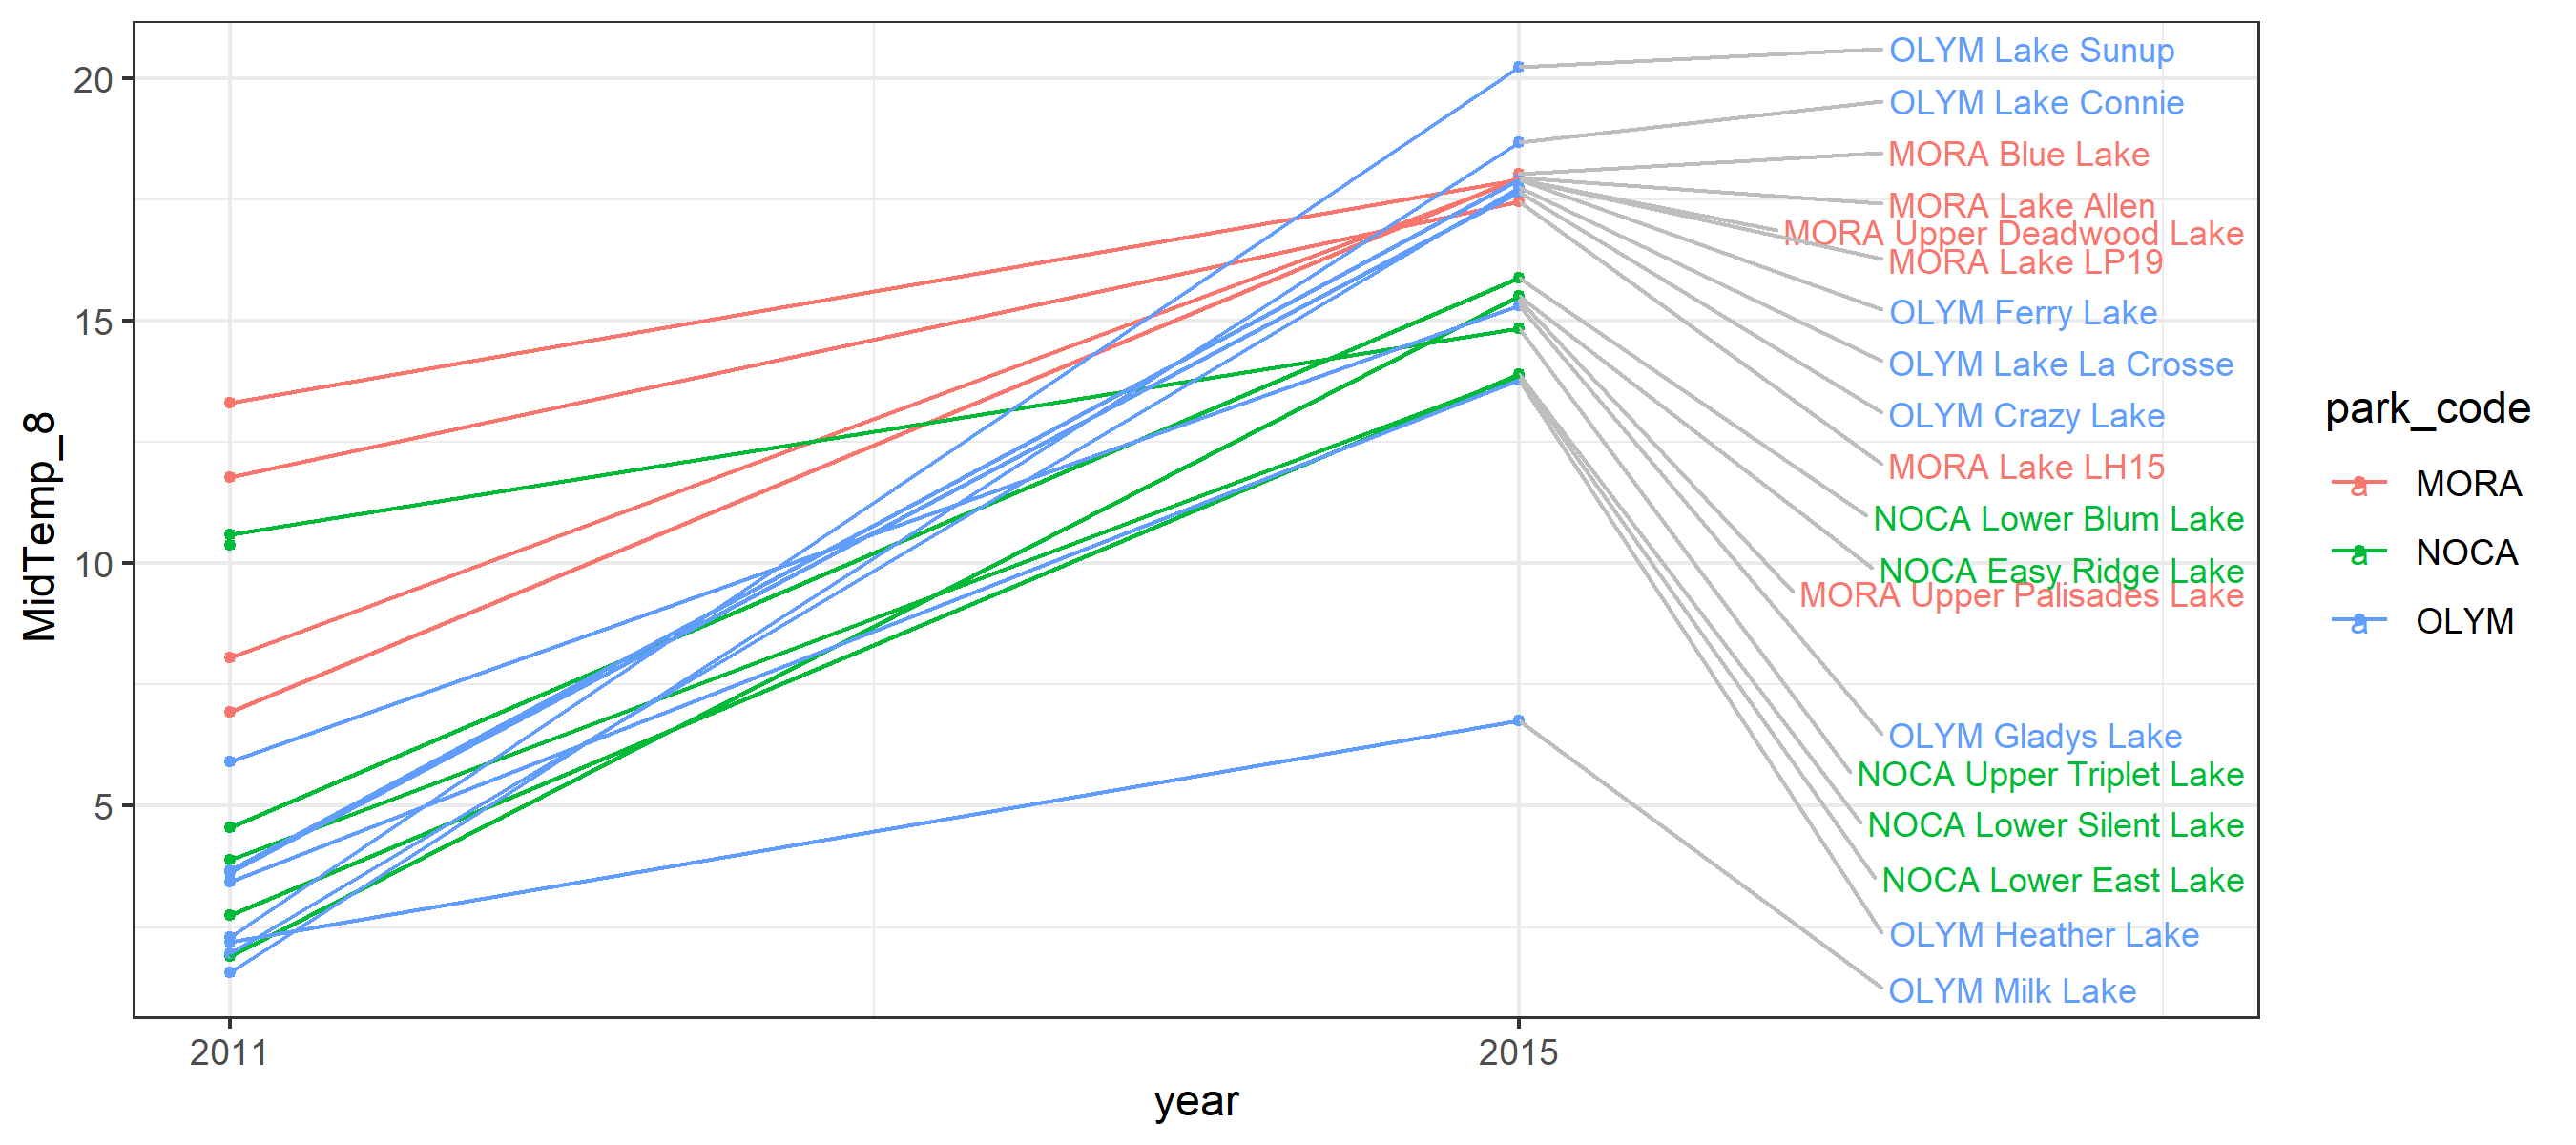 20
15
10
5
MidTemp_8
2011
2015
year
OLYM Lake Sunup
OLYM Lake Connie
MORA Blue Lake
MORA Lake Allen
MORA Upper Deadwood Lake
MORA Lake LP19
OLYM Ferry Lake
OLYM Lake La Crosse
OLYM Crazy Lake
MORA Lake LH15
NOCA Lower Blum Lake
NOCA Easy Ridge Lake
MORA Upper Palisades Lake
OLYM Gladys Lake
NOCA Upper Triplet Lake
NOCA Lower Silent Lake
NOCA Lower East Lake
OLYM Heather Lake
OLYM Milk Lake
park_code
a MORA
a NOCA
a OLYM